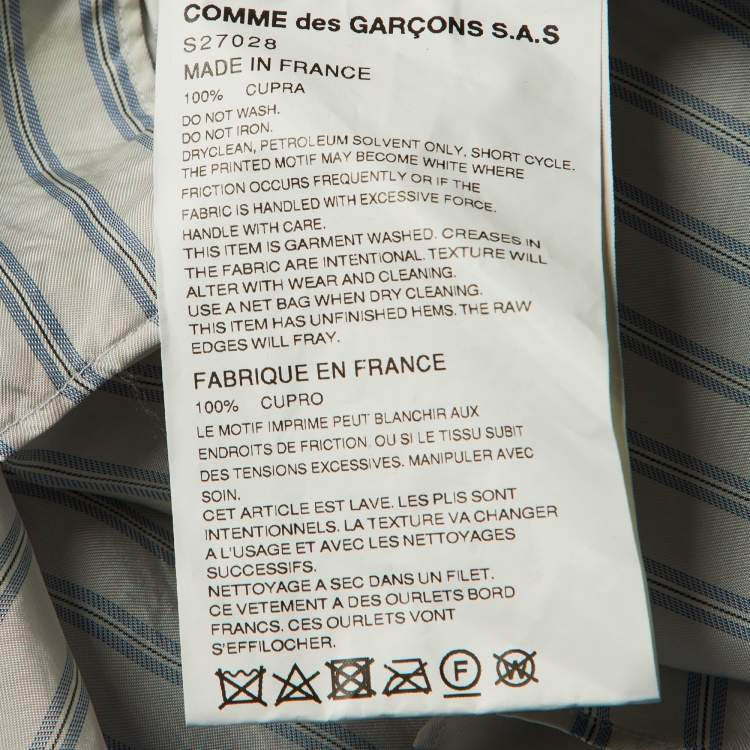 COMME des GARÇONS S.A.S
S27028
MADE IN FRANCE
100% CUPRA
DO NOT WASH.
DO NOT IRON.
DRYCLEAN, PETROLEUM SOLVENT ONLY, SHORT CYCLE.
THE PRINTED MOTIF MAY BECOME WHITE WHERE
FRICTION OCCURS FREQUENTLY OR IF THE
FABRIC IS HANDLED WITH EXCESSIVE FORCE.
HANDLE WITH CARE.
THIS ITEM IS GARMENT WASHED. CREASES IN
THE FABRIC ARE INTENTIONAL. TEXTURE WILL
ALTER WITH WEAR AND CLEANING.
USE A NET BAG WHEN DRY CLEANING.
THIS ITEM HAS UNFINISHED HEMS. THE RAW
EDGES WILL FRAY.
FABRIQUE EN FRANCE
100% CUPRO
LE MOTIF IMPRIME PEUT BLANCHIR AUX
ENDROITS DE FRICTION. OU SI LE TISSU SUBIT
DES TENSIONS EXCESSIVES. MANIPULER AVEC
SOIN.
CET ARTICLE EST LAVE. LES PLIS SONT
INTENTIONNELS. LA TEXTURE VA CHANGER
A L'USAGE ET AVEC LES NETTOYAGES
SUCCESSIFS.
NETTOYAGE A SEC DANS UN FILET.
CE VETEMENT A DES OURLETS BORD
FRANCS. CES OURLETS VONT
S'EFFILOCHER.
F W